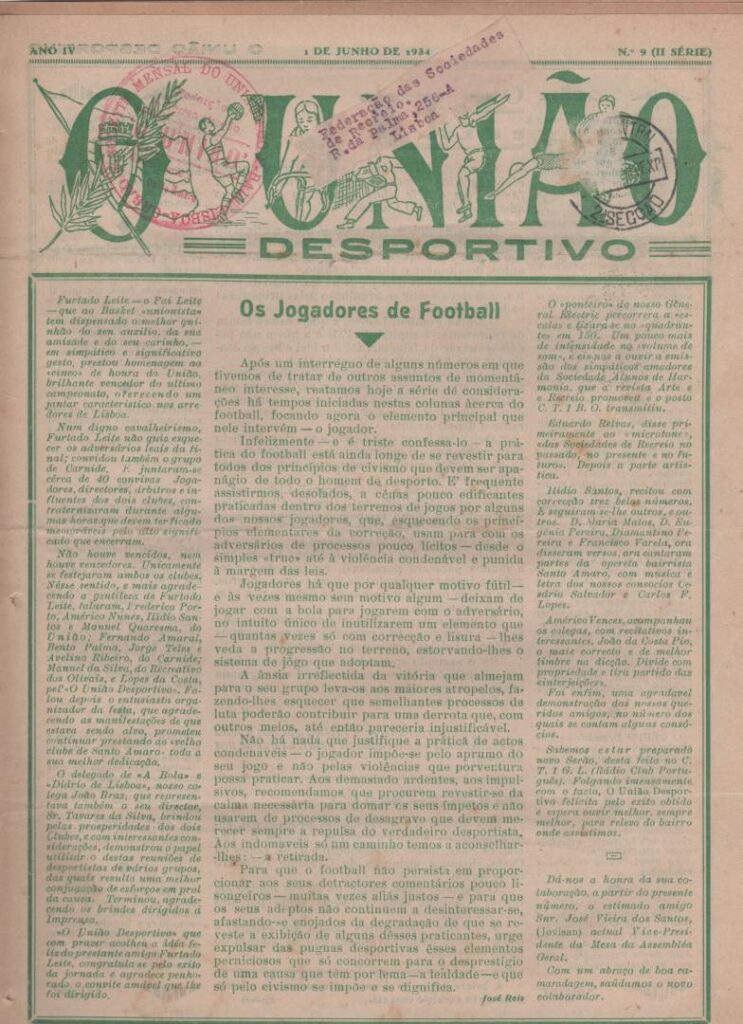 ANO IV
1 DE JUNHO DE 1934
N.º 9 (II SÉRIE)
O UNIÃO
DESPORTIVO
Federação das Sociedades
de Recreio.
R. da Palma, 256-A
Lisboa
MENSAL DO UNI
LISBOA
2.ª SECÇÃO
Furtado Leite — o Pai Leite
— que ao Basket «unionista»
tem dispensado o melhor qui-
nhão do seu auxilio, da sua
amisade e do seu carinho, —
em simpático e significativo
gesto, prestou homenagem ao
«cinco» de honra do União,
brilhante vencedor do ultimo
campeonato, oferecendo um
jantar característico nos arre-
dores de Lisboa.
Num digno cavalheirismo,
Furtado Leite não quis esque-
cer os adversários leais da fi-
nal; convidou também o grupo
de Carnide. E juntaram-se
cêrca de 40 convivas Joga-
dores, directores, árbitros e in-
fluentes dos dois clubes, con-
traternizaram durante algu-
mas horas que devem ter ficado
memoráveis pelo alto signifi-
cado que encerram.
Não houve vencidos, nem
houve vencedores. Unicamente
se festejaram ambos os clubes.
Nêsse sentido, e mais agrade-
cendo a gentileza de Furtado
Leite, falaram, Frederico Por-
to, Américo Nunes, Ilídio San-
tos e Manuel Quaresma, do
União; Fernando Amaral,
Bento Palma, Jorge Teles e
Avelino Ribeiro, do Carnide;
Manuel da Silva, do Recreativo
dos Olivais, e Lopes da Costa,
pel'«O União Desportivo». Fa-
lou depois o entusiasta orga-
nizador da festa, que agrade-
cendo as manifestações de que
estava sendo alvo, prometeu
continuar prestando ao «velho
clube de Santo Amaro» toda a
sua melhor dedicação.
O delegado de «A Bola» e
«Diário de Lisboa», nosso co-
lega João Braz, que represen-
tava também o seu director,
Sr. Tavares da Silva, brindou
pelas prosperidades dos dois
Clubes, e com interessantes consi-
derações, demonstrou o papel
utilitário destas reuniões de
desportistas de vários grupos,
das quais resulta uma melhor
conjugação de esforços em prol
da causa. Terminou, agrade-
cendo os brindes dirigidos á
Imprensa.
«O União Desportivo» que
com prazer acolheu a idéa fe-
liz do prestante amigo Furtado
Leite, congratula-se pelo exito
da jornada e agradece penho-
rado o convite amavel que lhe
foi dirigido.
Os Jogadores de Football
Após um interregno de alguns números em que
tivemos de tratar de outros assuntos de momentâ-
neo interesse, reatamos hoje a série de considera-
ções há tempos iniciadas nestas colunas àcerca do
football, focando agora o elemento principal que
nele intervém — o jogador.
Infelizmente — e é triste confessá-lo — a prá-
tica do football está ainda longe de se revestir para
todos dos princípios de civismo que devem ser apa-
nágio de todo o homem do desporto. E' frequente
assistirmos, desolados, a cênas pouco edificantes
praticadas dentro dos terrenos de jogos por alguns
dos nossos jogadores, que, esquecendo os princí-
pios elementares da correção, usam para com os
adversários de processos pouco lícitos — desde o
simples «truc» até à violência condenável e punida
à margem das leis.
Jogadores há que por qualquer motivo fútil —
e às vezes mesmo sem motivo algum — deixam de
jogar com a bola para jogarem com o adversário,
no intuito único de inutilizarem um elemento que
— quantas vezes só com correcção e lisura — lhes
veda a progressão no terreno, estorvando-lhes o
sistema de jôgo que adoptam.
A ânsia irreflectida da vitória que almejam
para o seu grupo leva-os aos maiores atropelos, fa-
zendo-lhes esquecer que semelhantes processos de
luta poderão contribuir para uma derrota que, com
outros meios, até então pareceria injustificável.
Não há nada que justifique a prática de actos
condenáveis — o jogador impõe-se pelo aprumo do
seu jogo e não pelas violências que porventura
possa praticar. Aos demasiado ardentes, aos impul-
sivos, recomendamos que procurem revestir-se da
calma necessária para domar os seus ímpetos e não
usarem de processos de desagravo que devem me-
recer sempre a repulsa do verdadeiro desportista.
Aos indomaveis só um caminho temos a aconselhar-
lhes: — a retirada.
Para que o football não persista em propor-
cionar aos seus detractores comentários pouco li-
songeiros — muitas vezes aliás justos — e para que
os seus adeptos não continuem a desinteressar-se,
afastando-se enojados da degradação de que se re-
veste a exibição de alguns dêsses praticantes, urge
expulsar das pugnas desportivas êsses elementos
perniciosos que só concorrem para o desprestígio
de uma causa que têm por lema — a lealdade — e que
só pelo civismo se impõe e se dignifica.
José Reis
O «ponteiro» do nosso Gêne-
ral Electric percorrera a «es-
cala» e fixara-se no «quadran-
te» em 150. Um pouco mais
de intensidade no «volume de
som», e eis-nos a ouvir a emis-
são dos simpáticos amadores
da Sociedade Alunos de Har-
monia, que a revista Arte e
e Recreio promoveu e o posto
C. T. 1 B. O. transmitiu.
Eduardo Relvas, disse pri-
meiramente ao «microfone»,
«das Sociedades de Recreio no
passado, no presente e no fu-
turo». Depois a parte artis-
tica.
Ilidio Santos, recitou com
correcção trez belos números.
E seguiram-se-lhe outros, e ou-
tros. D. Maria Matos, D. Eu-
génia Pereira, Diamantino Pe-
reira e Francisco Farela, ora
disseram versos, ora cantaram
partes da opereta bairrista
Santo Amaro, com musica e
letra dos nossos consocios Ce-
sário Salvador e Carlos F.
Lopes.
Américo Vences, acompanhou
os colegas, com recitativos in-
teressantes, João da Costa Pio,
o mais correcto e de melhor
timbre na dicção. Divide com
propriedade e tira partido das
«interjeições».
Foi enfim, uma agradavel
demonstração dos nossos que-
ridos amigos, no número dos
quais se contam alguns consó-
cios.
Sabemos estar preparado
novo Serão, desta feita no C.
T. 1 G. L. (Rádio Club Portu-
guês). Folgamos imensamente
com o facto, O União Despor-
tivo felicita pelo exito obtido
e espera ouvir melhor, sempre
melhor, para relevo do bairro
onde assistimos.
Dá-nos a honra da sua co-
laboração, a partir do presente
número, o estimado amigo
Snr. José Vieira dos Santos,
(Jovisan) actual Vice-Presi-
dente da Mesa da Assembléa
Geral.
Com um abraço de boa ca-
maradagem, saúdamos o novo
colaborador.